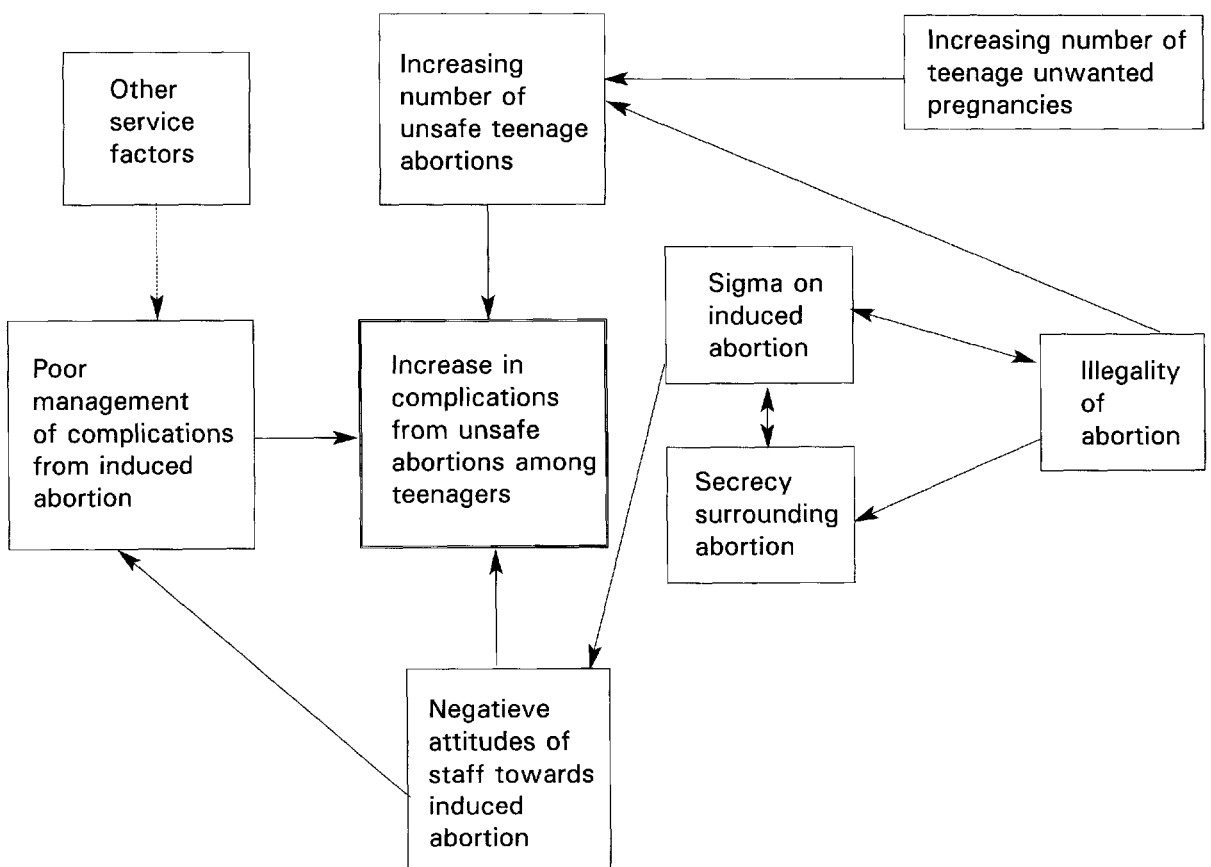 Other
service
factors
Increasing
number of
unsafe teenage
abortions
Increasing number of
teenage unwanted
pregnancies
Poor
management
of complications
from induced
abortion
Increase in
complications
from unsafe
abortions among
teenagers
Sigma on
induced
abortion
Secrecy
surrounding
abortion
Illegality
of
abortion
Negatieve
attitudes of
staff towards
induced
abortion